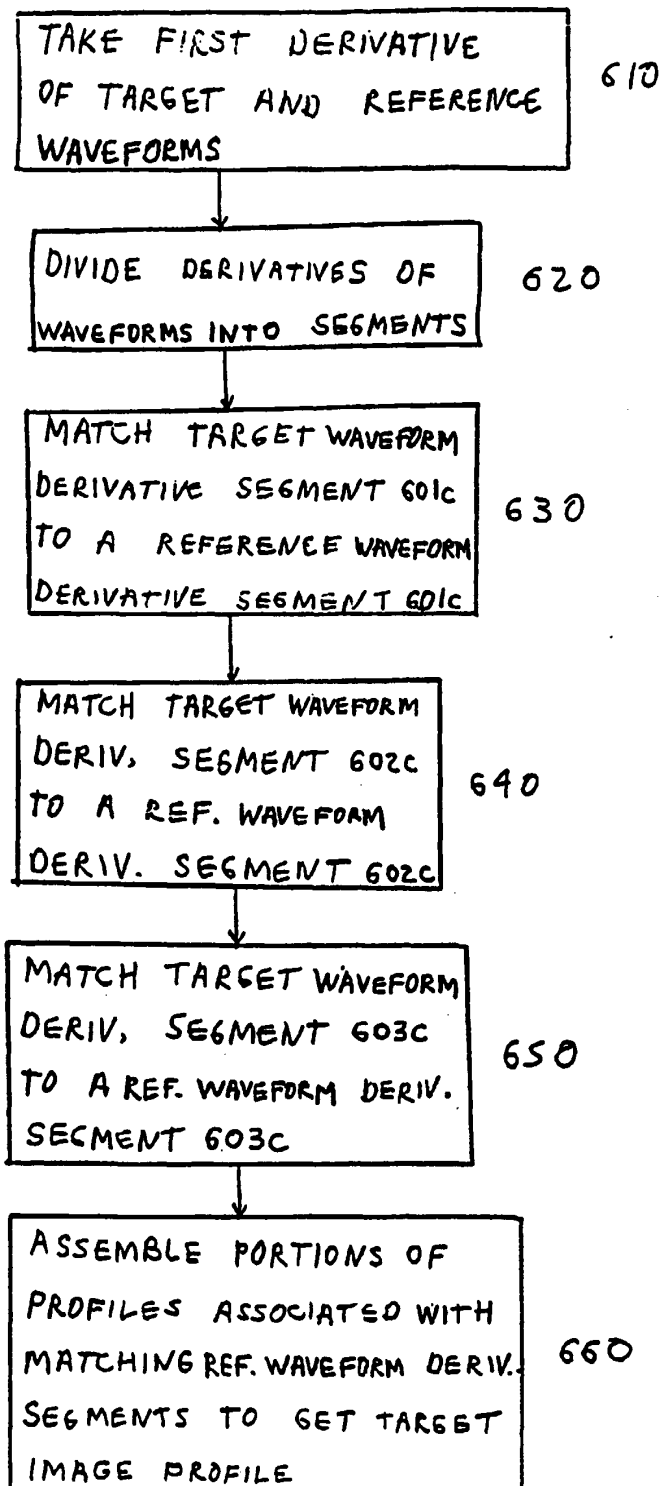 TAKE FIRST DERIVATIVE
OF TARGET AND REFERENCE
WAVEFORMS
610
DIVIDE DERIVATIVES OF
WAVEFORMS INTO SEGMENTS
620
MATCH TARGET WAVEFORM
DERIVATIVE SEGMENT 601c
TO A REFERENCE WAVEFORM
DERIVATIVE SEGMENT 601c
630
MATCH TARGET WAVEFORM
DERIV. SEGMENT 602C
TO A REF. WAVEFORM
DERIV. SEGMENT 602C
640
MATCH TARGET WAVEFORM
DERIV. SEGMENT 603C
TO A REF. WAVEFORM DERIV.
SEGMENT 603C
650
ASSEMBLE PORTIONS OF
PROFILES ASSOCIATED WITH
MATCHING REF. WAVEFORM DERIV.
SEGMENTS TO GET TARGET
IMAGE PROFILE
660